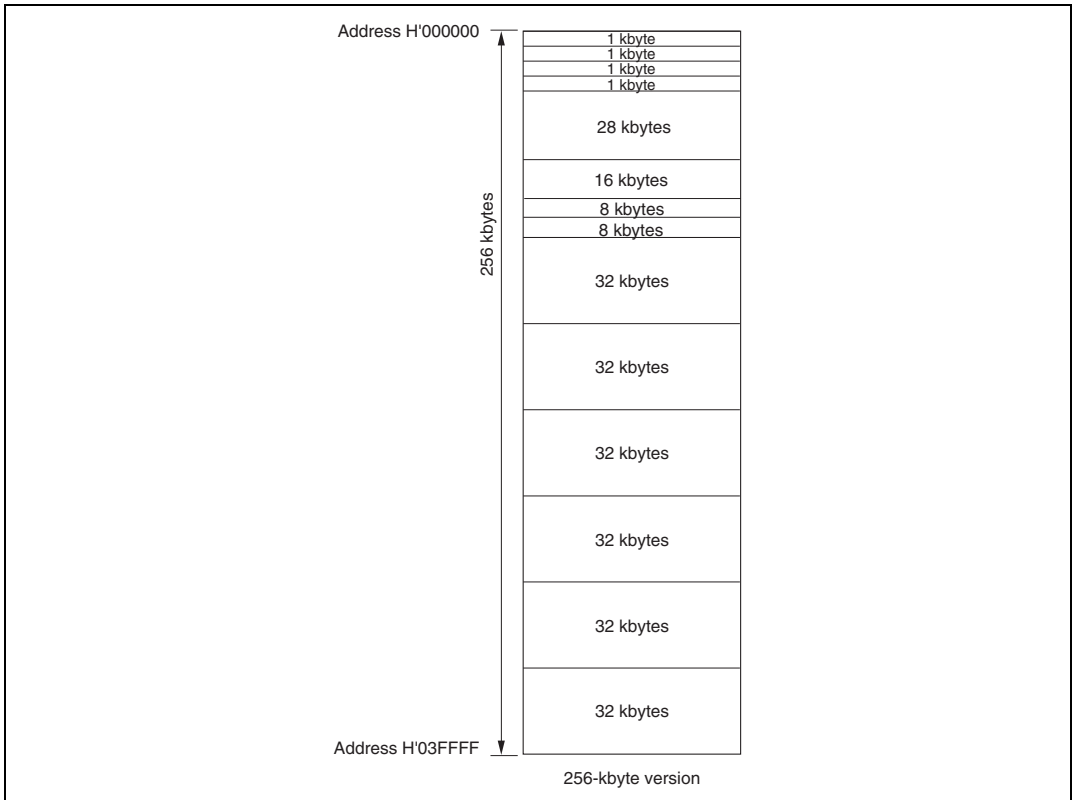 Address H'000000
1 kbyte
1 kbyte
1 kbyte
1 kbyte
28 kbytes
16 kbytes
8 kbytes
8 kbytes
256 kbytes
32 kbytes
32 kbytes
32 kbytes
32 kbytes
32 kbytes
32 kbytes
Address H'03FFFF
256-kbyte version